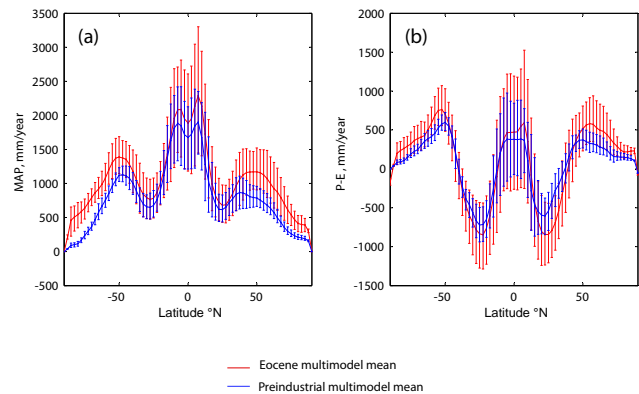 (a)
3500
3000
2500
2000
1500
1000
500
0
-500
MAP, mm/year
-50
0
50
Latitude °N
(b)
2000
1500
1000
500
0
-500
-1000
-1500
P-E, mm/year
-50
0
50
Latitude °N
Eocene multimodel mean
Preindustrial multimodel mean